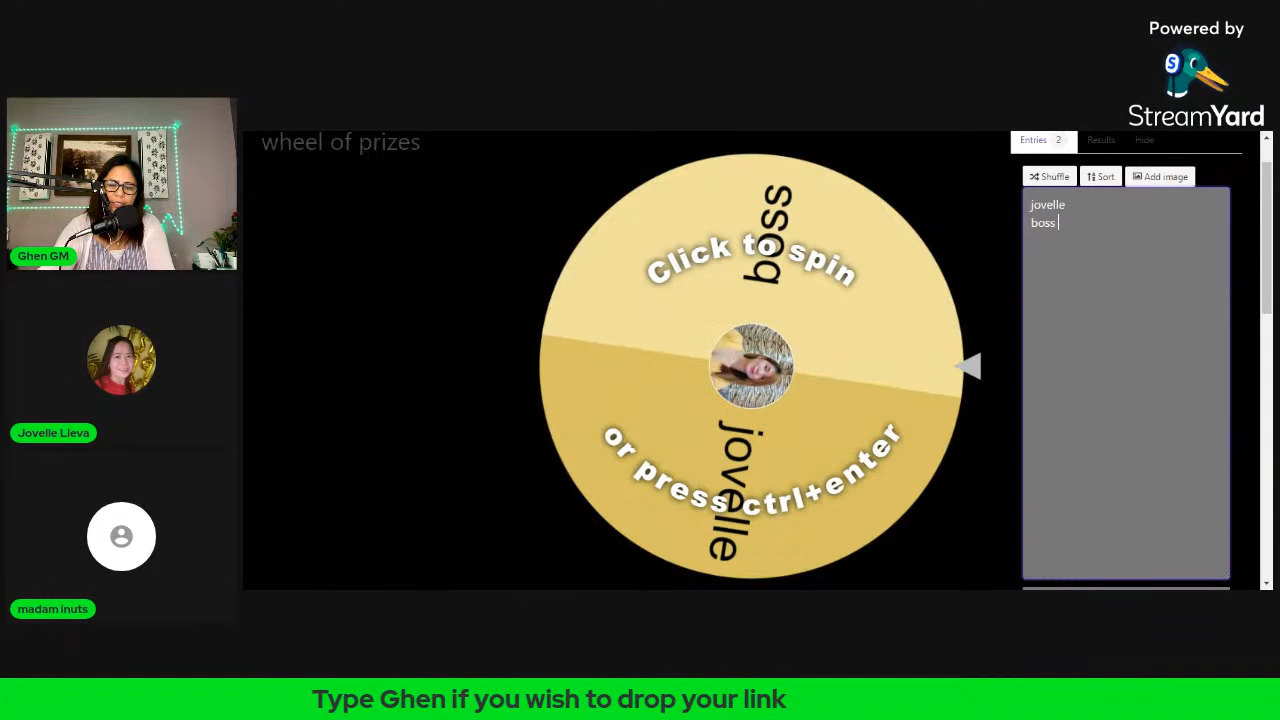 Powered by
StreamYard
wheel of prizes
Entries 2 Results Hide
Shuffle Sort Add image
jovelle
boss
boss
Click to spin
jovelle
or press ctrl+enter
Ghen GM
Jovelle Lleva
madam inuts
Type Ghen if you wish to drop your link